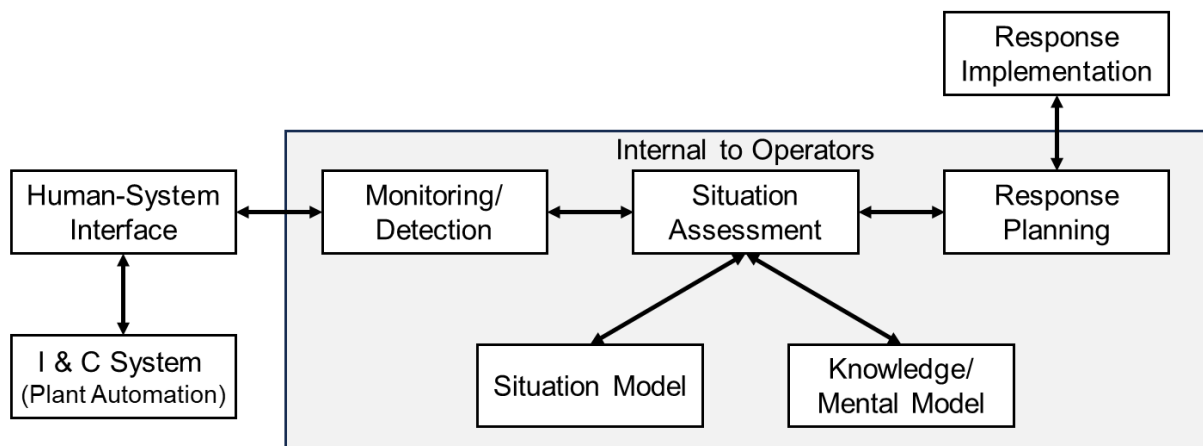 Response
Implementation
Internal to Operators
Human-System
Interface
Monitoring/
Detection
Situation
Assessment
Response
Planning
I & C System
(Plant Automation)
Situation Model
Knowledge/
Mental Model